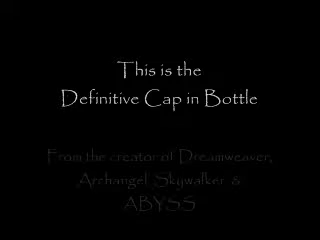 This is the
Definitive Cap in Bottle
From the creator of Dreamweaver,
Archangel, Skywalker &
ABYSS